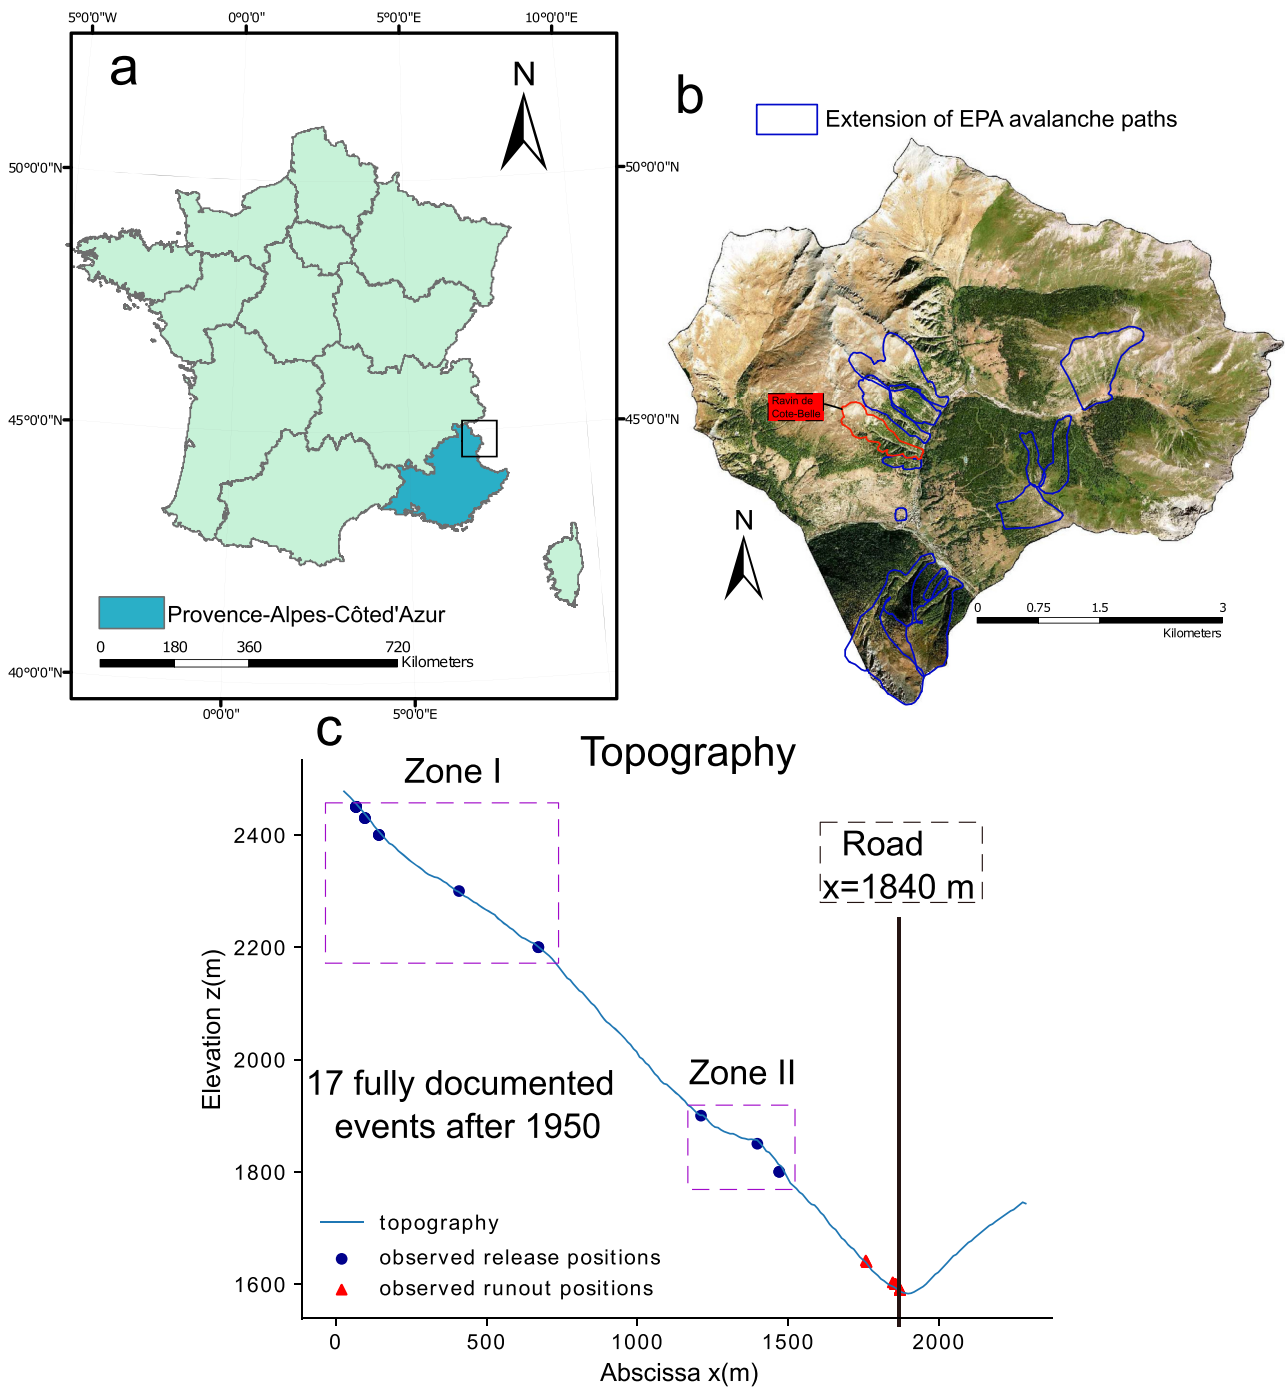 5°0'0"W
0°0'0"
5°0'0"E
10°0'0"E
a
N
50°0'0"N
50°0'0"N
45°0'0"N
45°0'0"N
40°0'0"N
Provence-Alpes-Côted'Azur
0
180
360
720
Kilometers
0°0'0"
5°0'0"E
b
Extension of EPA avalanche paths
Ravin de
Cote-Belle
N
0
0.75
1.5
3
Kilometers
c
Topography
Zone I
Road
x=1840 m
Zone II
17 fully documented
events after 1950
Elevation z(m)
2400
2200
2000
1800
1600
topography
observed release positions
observed runout positions
0
500
1000
1500
2000
Abscissa x(m)